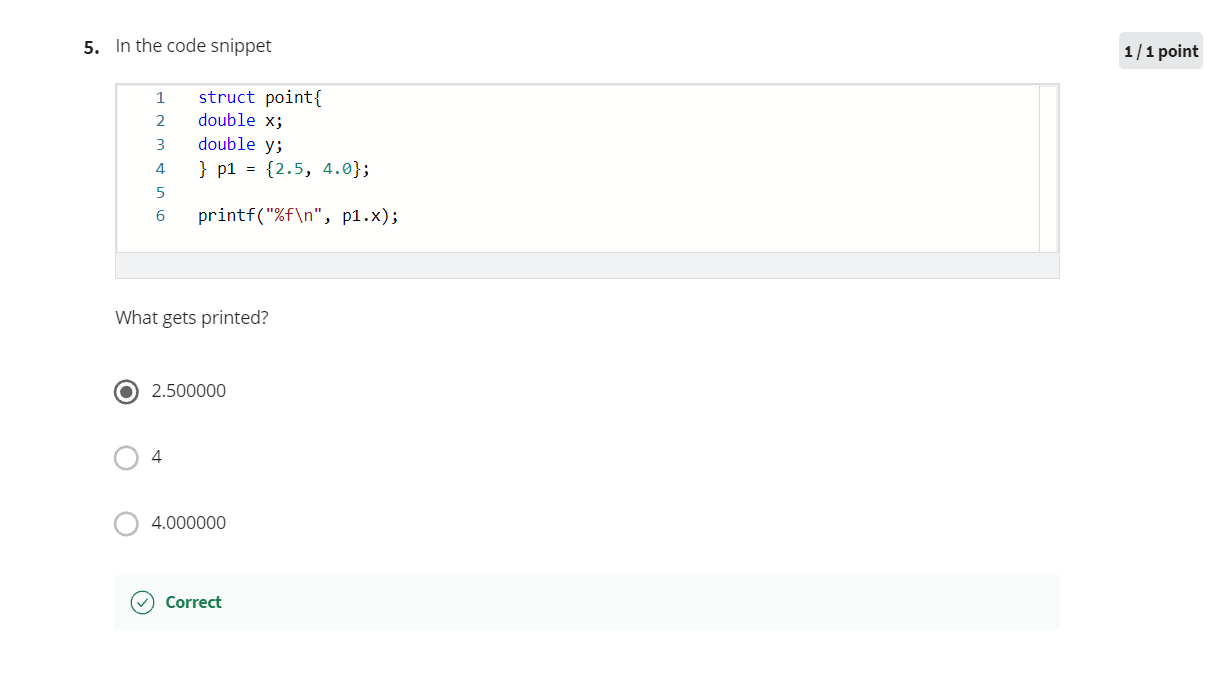 5. In the code snippet
1 / 1 point
1 struct point{
2 double x;
3 double y;
4 } p1 = {2.5, 4.0};
5
6 printf("%f\n", p1.x);
What gets printed?
2.500000
4
4.000000
Correct